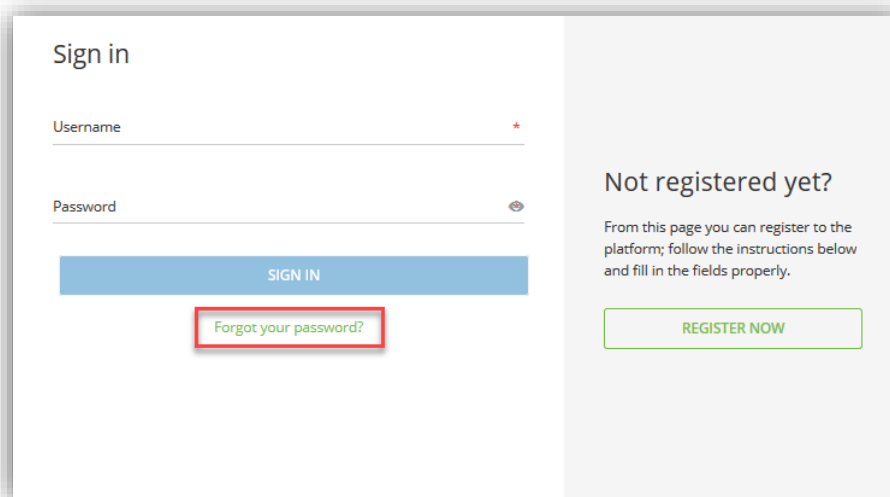 Sign in
Username *
Password
SIGN IN
Forgot your password?
Not registered yet?
From this page you can register to the
platform; follow the instructions below
and fill in the fields properly.
REGISTER NOW